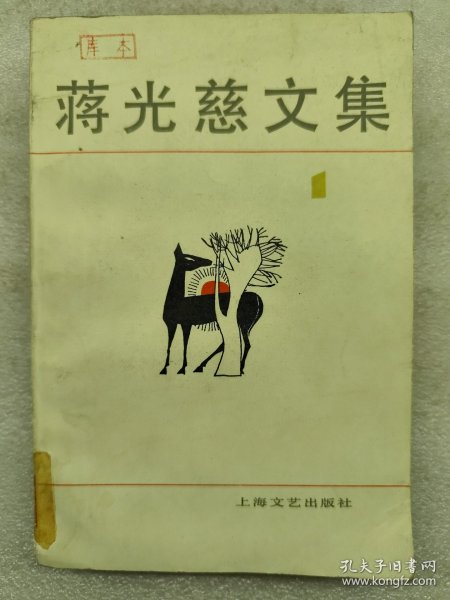 库本
蒋光慈文集
1
上海文艺出版社
孔夫子旧书网
www.kongfz.com